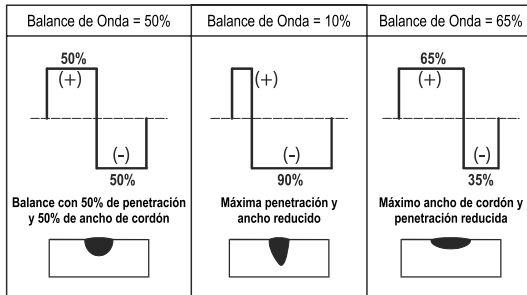 Balance de Onda = 50%
50%
(+)
(-)
50%
Balance con 50% de penetración
y 50% de ancho de cordón
Balance de Onda = 10%
(+)
(-)
90%
Máxima penetración y
ancho reducido
Balance de Onda = 65%
65%
(+)
(-)
35%
Máximo ancho de cordón y
penetración reducida